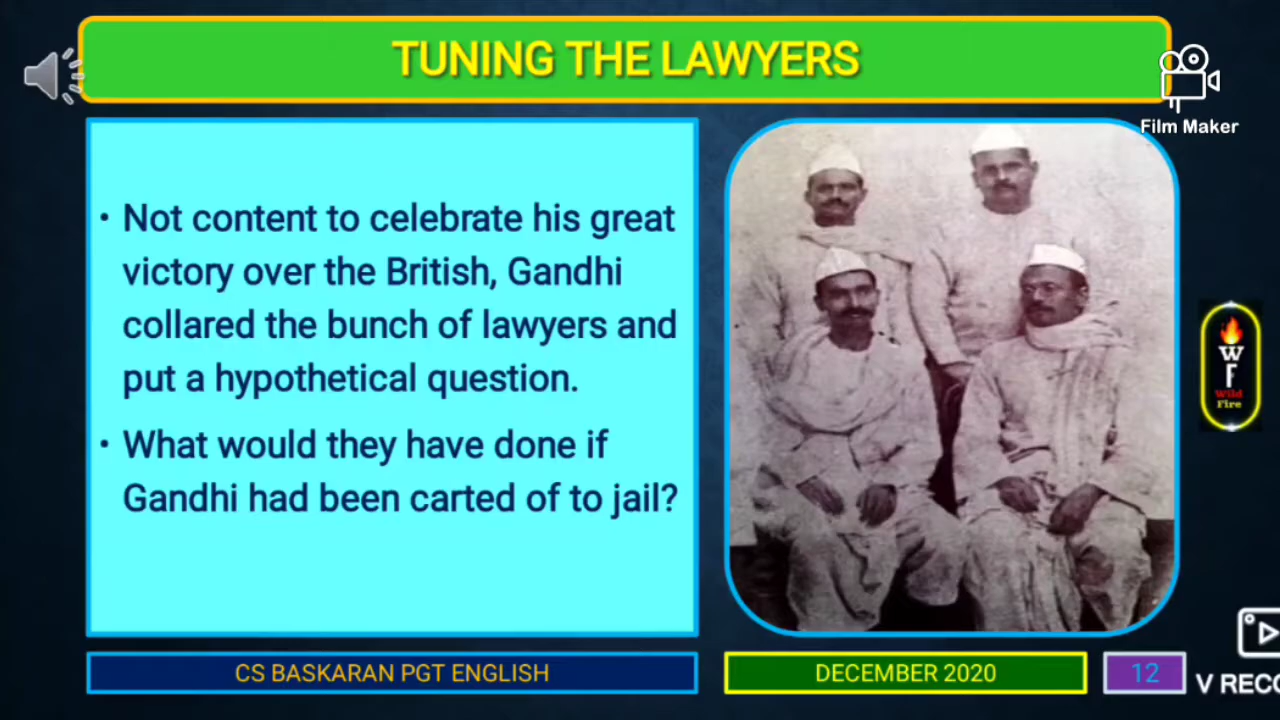 TUNING THE LAWYERS
Film Maker
• Not content to celebrate his great
victory over the British, Gandhi
collared the bunch of lawyers and
put a hypothetical question.
• What would they have done if
Gandhi had been carted of to jail?
W
F
Wild
Fire
CS BASKARAN PGT ENGLISH
DECEMBER 2020
12
V RECO